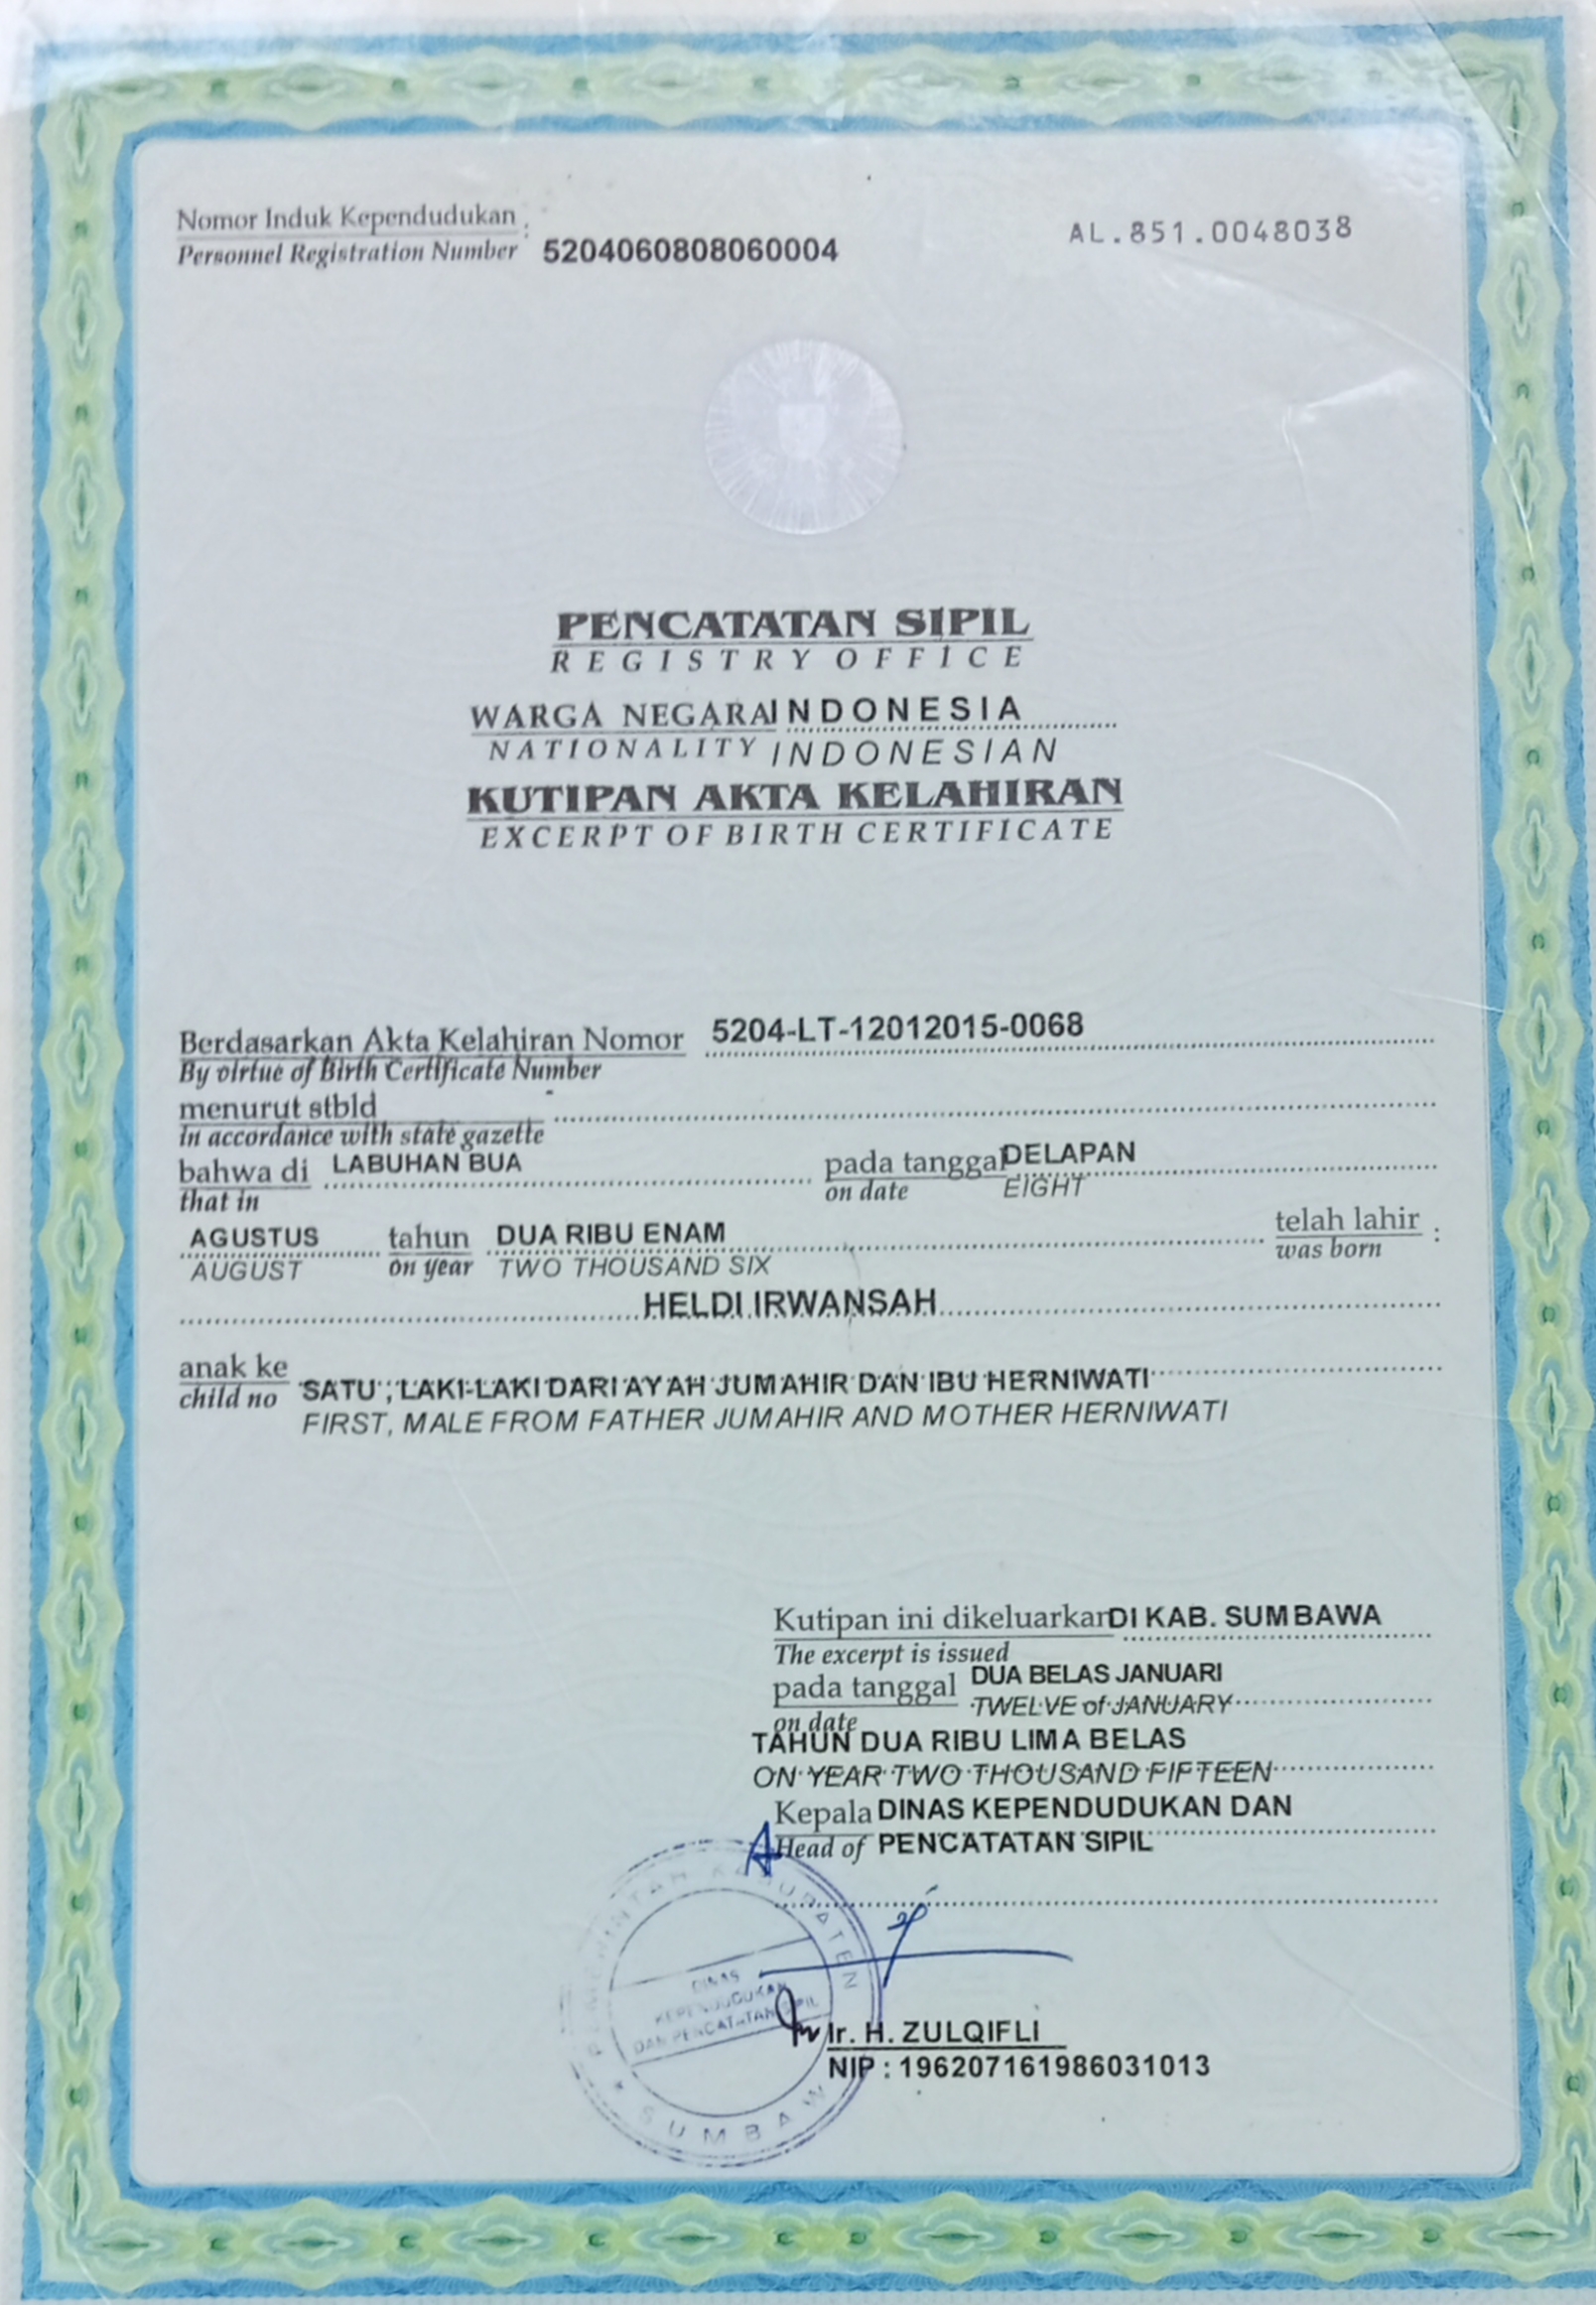 Nomor Induk Kependudukan :
Personnel Registration Number 5204060808060004
AL.851.0048038
PENCATATAN SIPIL
REGISTRY OFFICE
WARGA NEGARA INDONESIA
NATIONALITY INDONESIAN
KUTIPAN AKTA KELAHIRAN
EXCERPT OF BIRTH CERTIFICATE
Berdasarkan Akta Kelahiran Nomor 5204-LT-12012015-0068
By virtue of Birth Certificate Number
menurut stbld -
in accordance with state gazette
bahwa di LABUHAN BUA pada tanggal DELAPAN
that in on date EIGHT
AGUSTUS tahun DUA RIBU ENAM telah lahir :
AUGUST on year TWO THOUSAND SIX was born
HELDI IRWANSAH
anak ke SATU , LAKI-LAKI DARI AYAH JUMAHIR DAN IBU HERNIWATI
child no FIRST, MALE FROM FATHER JUMAHIR AND MOTHER HERNIWATI
Kutipan ini dikeluarkan DI KAB. SUMBAWA
The excerpt is issued
pada tanggal DUA BELAS JANUARI
on date TWELVE of JANUARY
TAHUN DUA RIBU LIMA BELAS
ON YEAR TWO THOUSAND FIFTEEN
Kepala DINAS KEPENDUDUKAN DAN
Head of PENCATATAN SIPIL
PEMERINTAH KABUPATEN
DINAS
KEPENDUDUKAN
DAN PENCATATAN SIPIL
SUMBAWA
Ir. H. ZULQIFLI
NIP : 196207161986031013